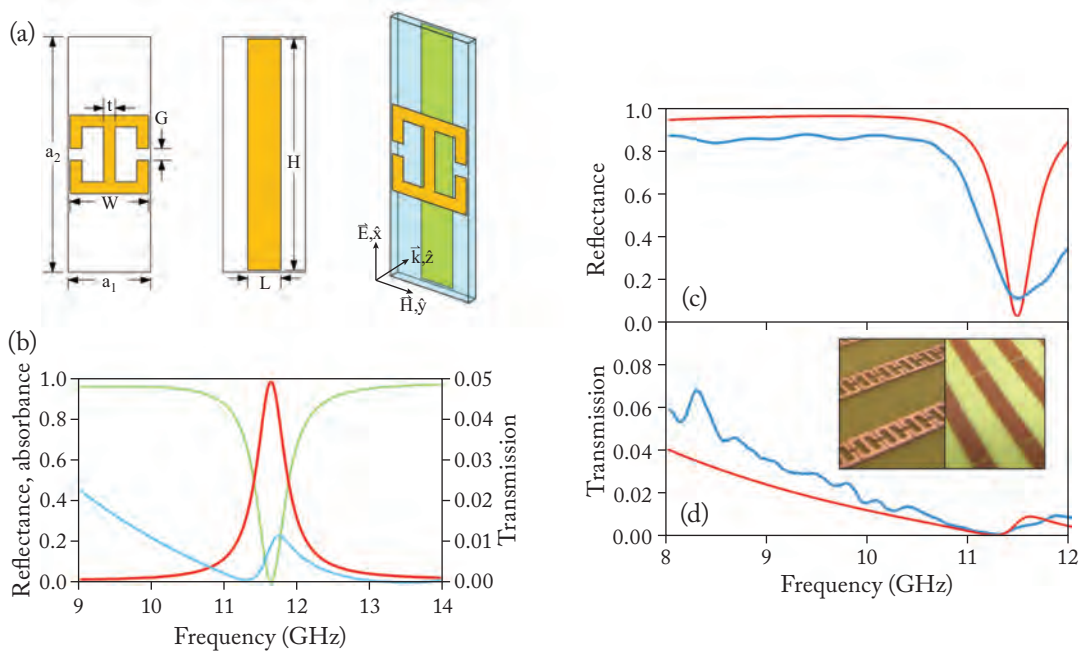 (a)
t
G
a2
W
a1
H
L
E⃗,x̂
k⃗,ẑ
H⃗,ŷ
(b)
Reflectance, absorbance
1.0
0.8
0.6
0.4
0.2
0.0
0.05
0.04
0.03
0.02
0.01
0.00
Transmission
9 10 11 12 13 14
Frequency (GHz)
Reflectance
1.0
0.8
0.6
0.4
0.2
0.0
(c)
Transmission
0.08
0.06
0.04
0.02
0.00
(d)
8 9 10 11 12
Frequency (GHz)